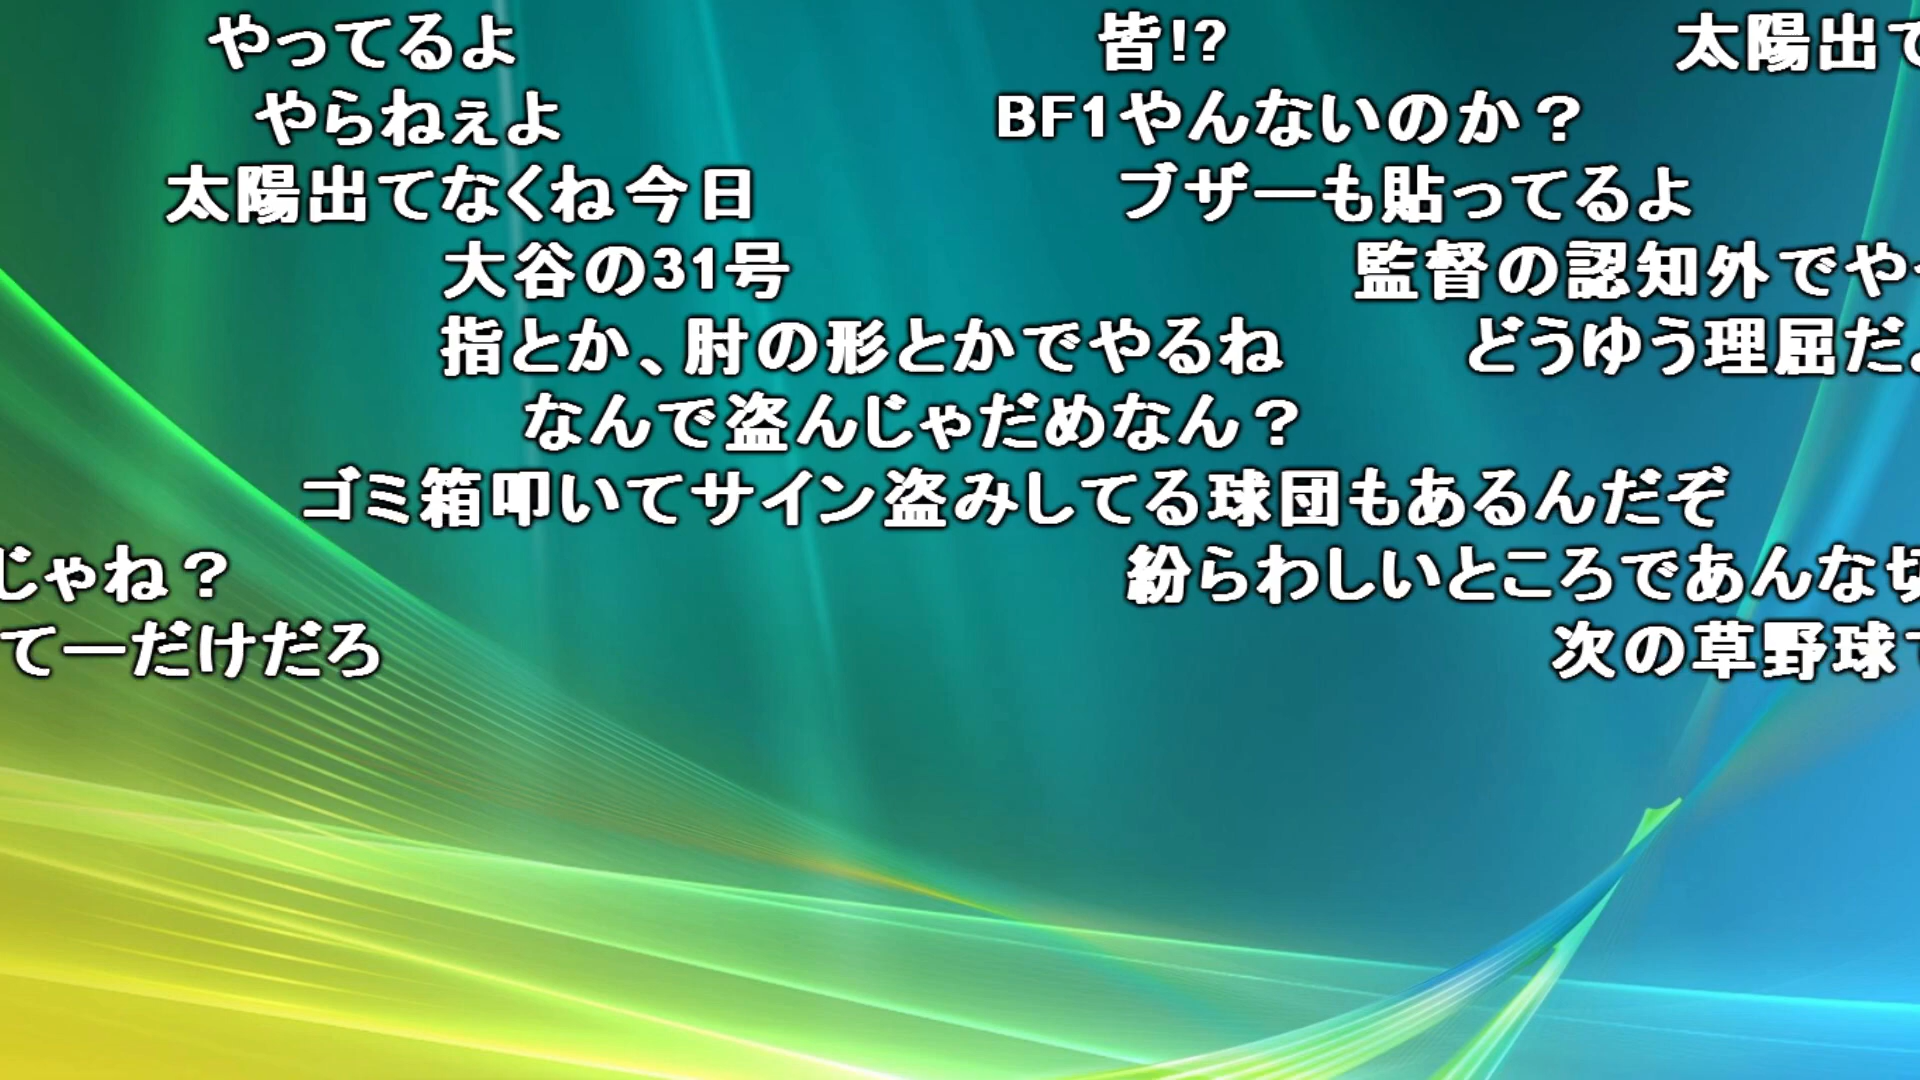 やってるよ 皆!? 太陽出て
やらねぇよ BF1やんないのか？
太陽出てなくね今日 ブザーも貼ってるよ
大谷の31号 監督の認知外でや
指とか、肘の形とかでやるね どうゆう理屈だ
なんで盗んじゃだめなん？
ゴミ箱叩いてサイン盗みしてる球団もあるんだぞ
じゃね？ 紛らわしいところであんな切
てーだけだろ 次の草野球